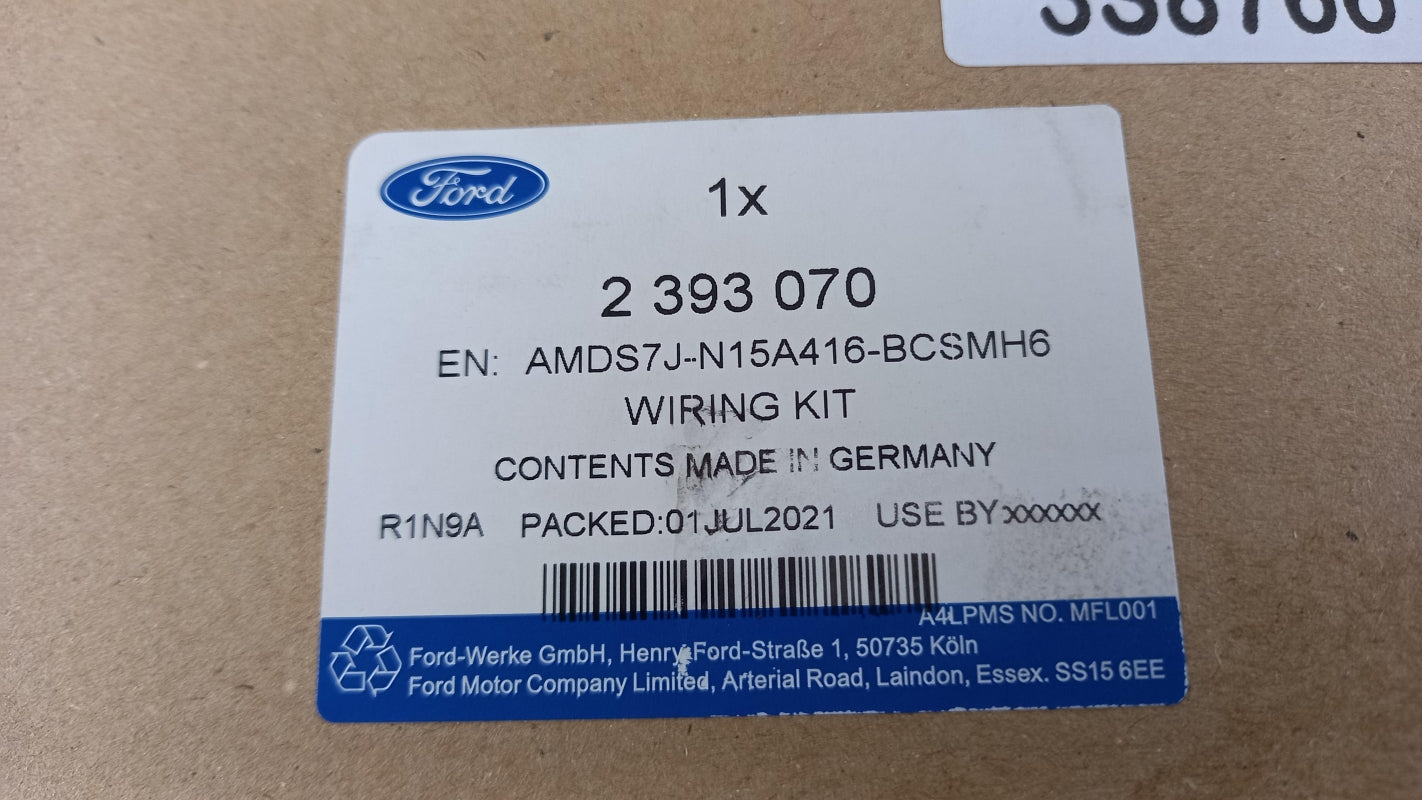 Ford
1x
2 393 070
EN: AMDS7J-N15A416-BCSMH6
WIRING KIT
CONTENTS MADE IN GERMANY
R1N9A PACKED:01JUL2021 USE BY xxxxxx
A4LPMS NO. MFL001
Ford-Werke GmbH, Henry-Ford-Straße 1, 50735 Köln
Ford Motor Company Limited, Arterial Road, Laindon, Essex. SS15 6EE